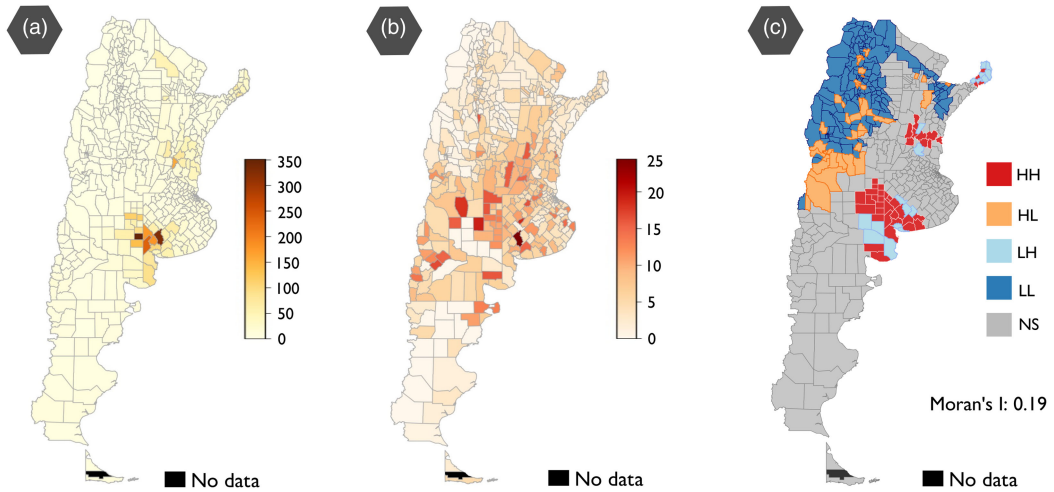 (a)
350
300
250
200
150
100
50
0
No data
(b)
25
20
15
10
5
0
No data
(c)
HH
HL
LH
LL
NS
Moran's I: 0.19
No data